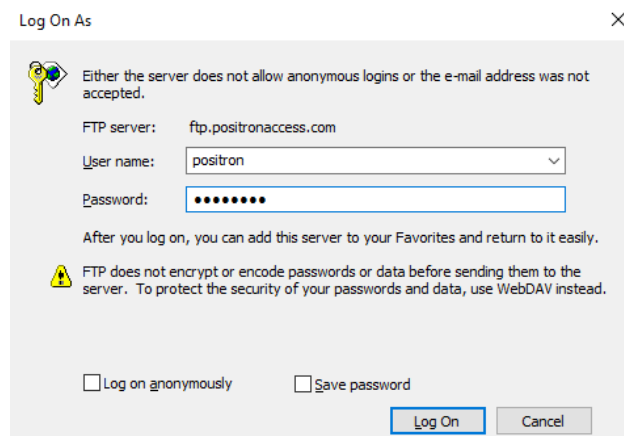 Log On As
Either the server does not allow anonymous logins or the e-mail address was not
accepted.
FTP server: ftp.positronaccess.com
User name: positron
Password: ●●●●●●●●
After you log on, you can add this server to your Favorites and return to it easily.
FTP does not encrypt or encode passwords or data before sending them to the
server. To protect the security of your passwords and data, use WebDAV instead.
Log on anonymously Save password
Log On Cancel